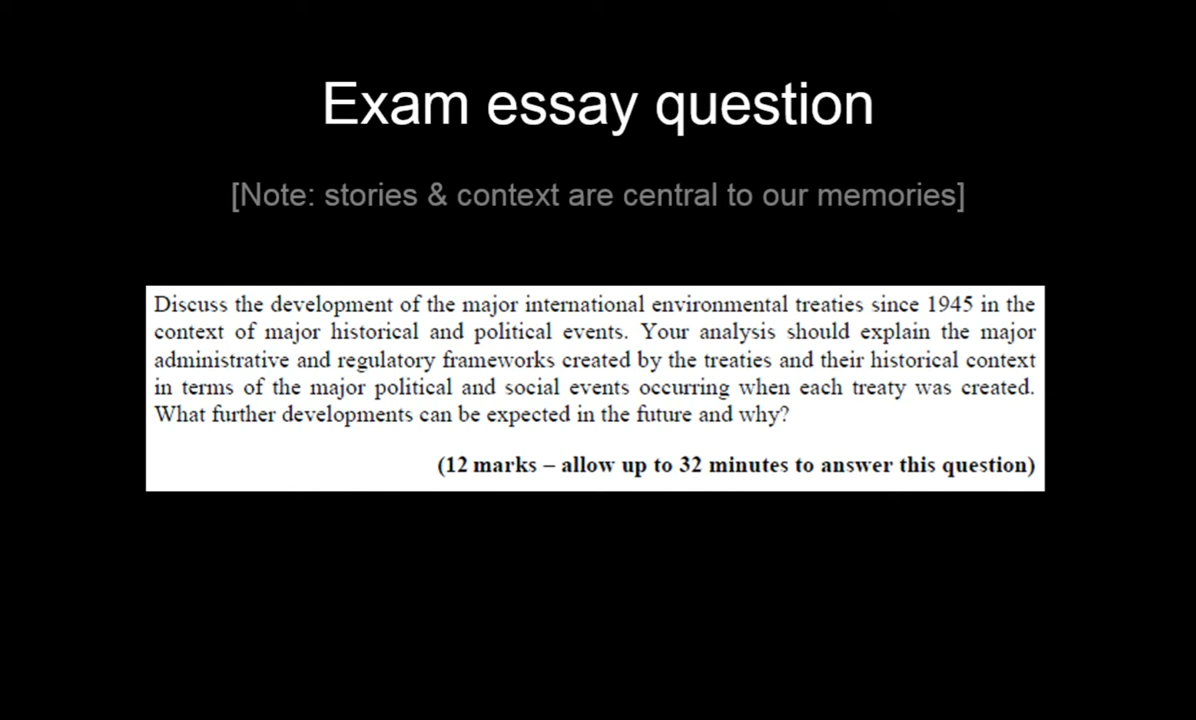 Exam essay question
[Note: stories & context are central to our memories]
Discuss the development of the major international environmental treaties since 1945 in the
context of major historical and political events. Your analysis should explain the major
administrative and regulatory frameworks created by the treaties and their historical context
in terms of the major political and social events occurring when each treaty was created.
What further developments can be expected in the future and why?
(12 marks – allow up to 32 minutes to answer this question)